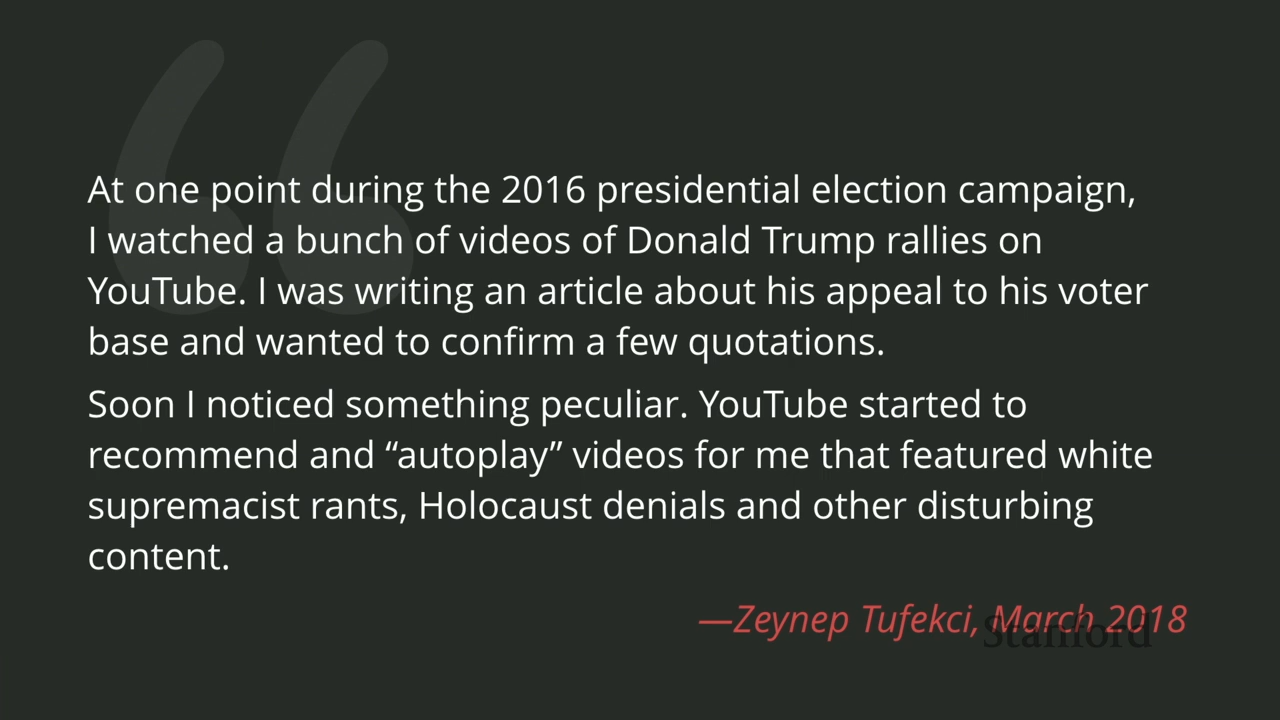 At one point during the 2016 presidential election campaign,
I watched a bunch of videos of Donald Trump rallies on
YouTube. I was writing an article about his appeal to his voter
base and wanted to confirm a few quotations.
Soon I noticed something peculiar. YouTube started to
recommend and “autoplay” videos for me that featured white
supremacist rants, Holocaust denials and other disturbing
content.
—Zeynep Tufekci, March 2018
Stanford